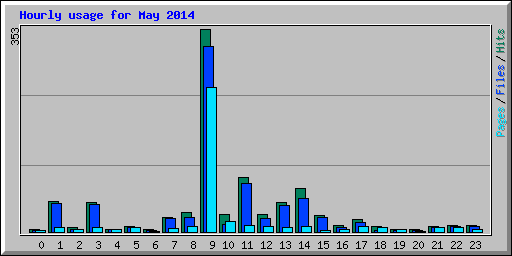 Hourly usage for May 2014
353
Pages/Files/Hits
0 1 2 3 4 5 6 7 8 9 10 11 12 13 14 15 16 17 18 19 20 21 22 23